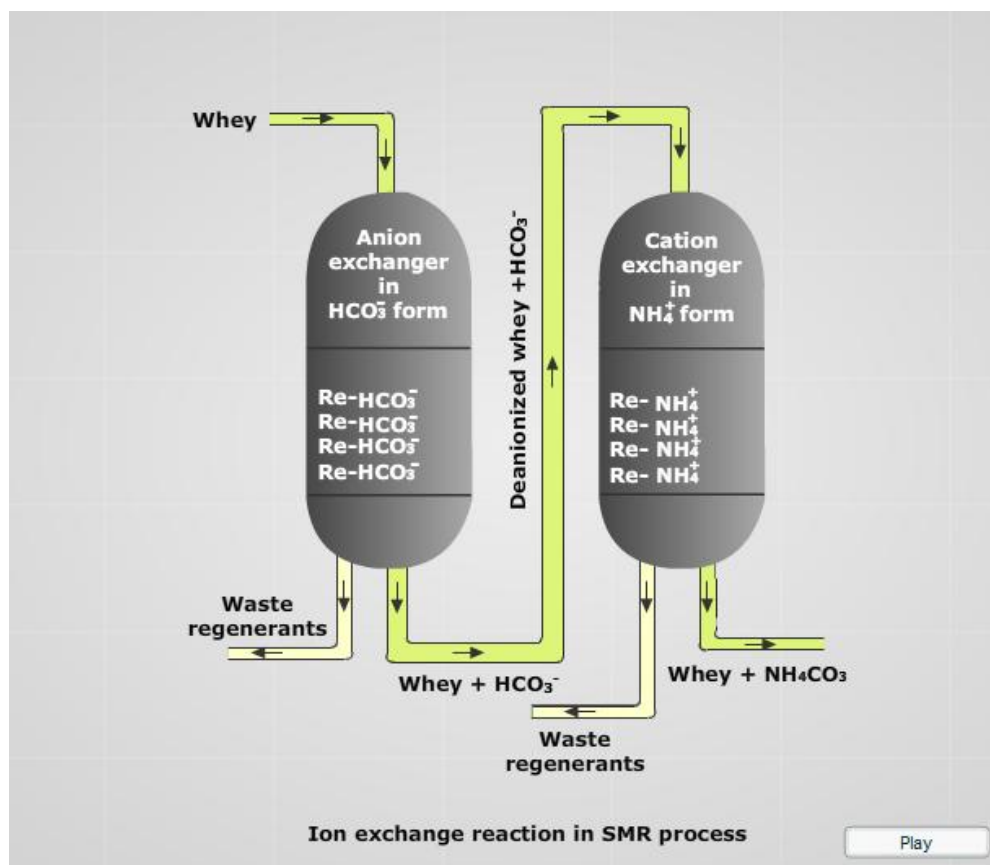 Whey
Anion
exchanger
in
HCO₃⁻ form
Re-HCO₃⁻
Re-HCO₃⁻
Re-HCO₃⁻
Re-HCO₃⁻
Waste
regenerants
Whey + HCO₃⁻
Deanionized whey +HCO₃⁻
Cation
exchanger
in
NH₄⁺ form
Re- NH₄⁺
Re- NH₄⁺
Re- NH₄⁺
Re- NH₄⁺
Whey + NH₄CO₃
Waste
regenerants
Ion exchange reaction in SMR process
Play